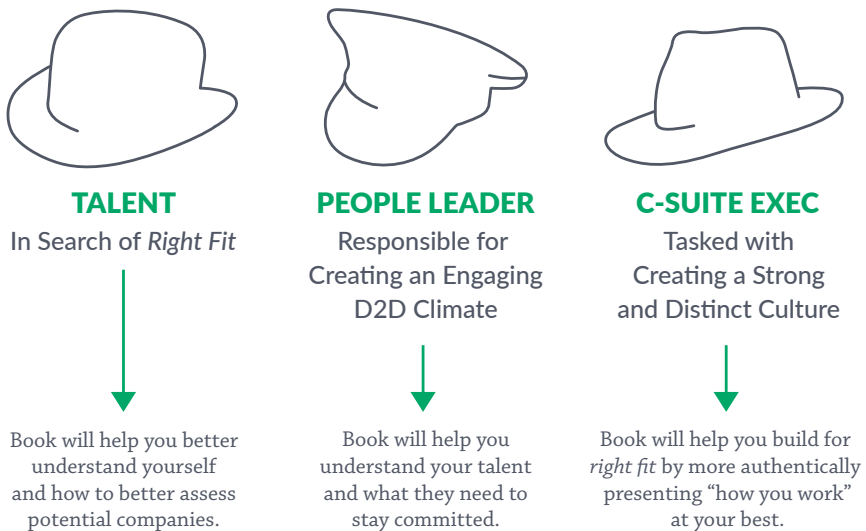 TALENT
In Search of Right Fit
Book will help you better
understand yourself
and how to better assess
potential companies.
PEOPLE LEADER
Responsible for
Creating an Engaging
D2D Climate
Book will help you
understand your talent
and what they need to
stay committed.
C-SUITE EXEC
Tasked with
Creating a Strong
and Distinct Culture
Book will help you build for
right fit by more authentically
presenting “how you work”
at your best.